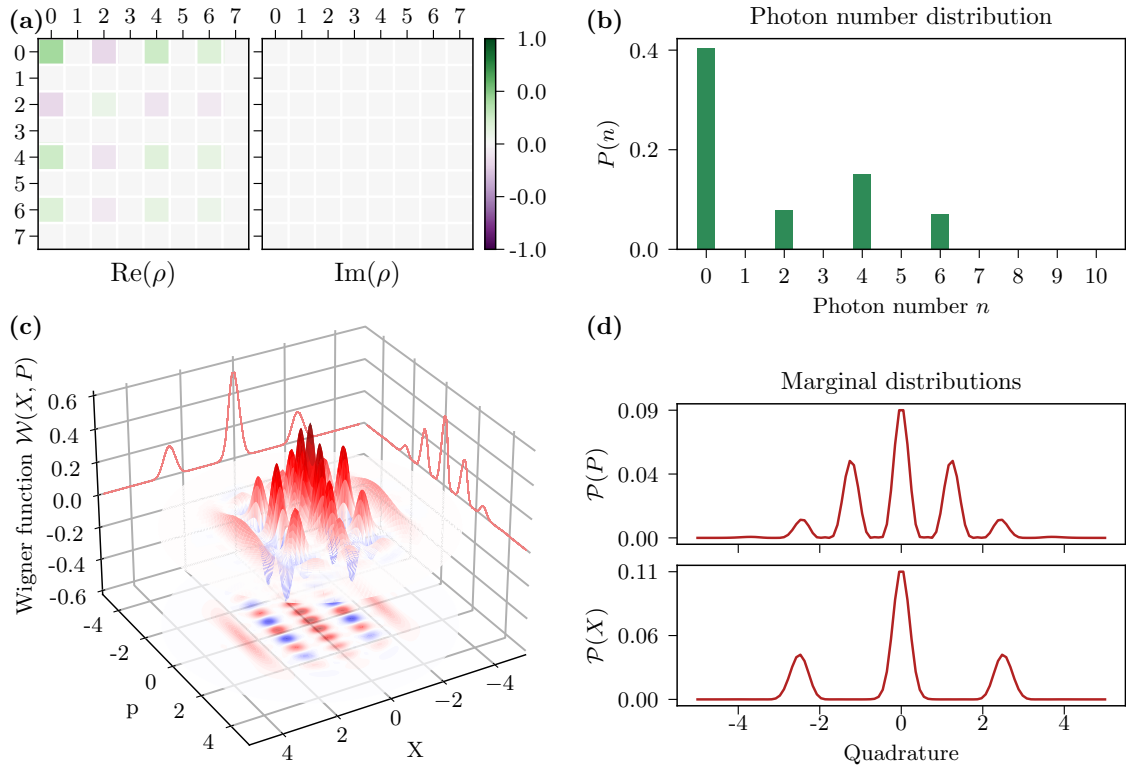 (a)
0 1 2 3 4 5 6 7
0 1 2 3 4 5 6 7
0
1
2
3
4
5
6
7
1.0
0.0
0.0
-0.0
-1.0
Re(ρ)
Im(ρ)
(b)
Photon number distribution
P(n)
0.4
0.2
0.0
0 1 2 3 4 5 6 7 8 9 10
Photon number n
(c)
Wigner function W(X, P)
0.6
0.4
0.2
0.0
-0.2
-0.4
-0.6
-4
-2
0
2
4
p
4
2
0
−2
−4
X
(d)
Marginal distributions
P(P)
0.09
0.04
0.00
P(X)
0.11
0.06
0.00
-4 -2 0 2 4
Quadrature